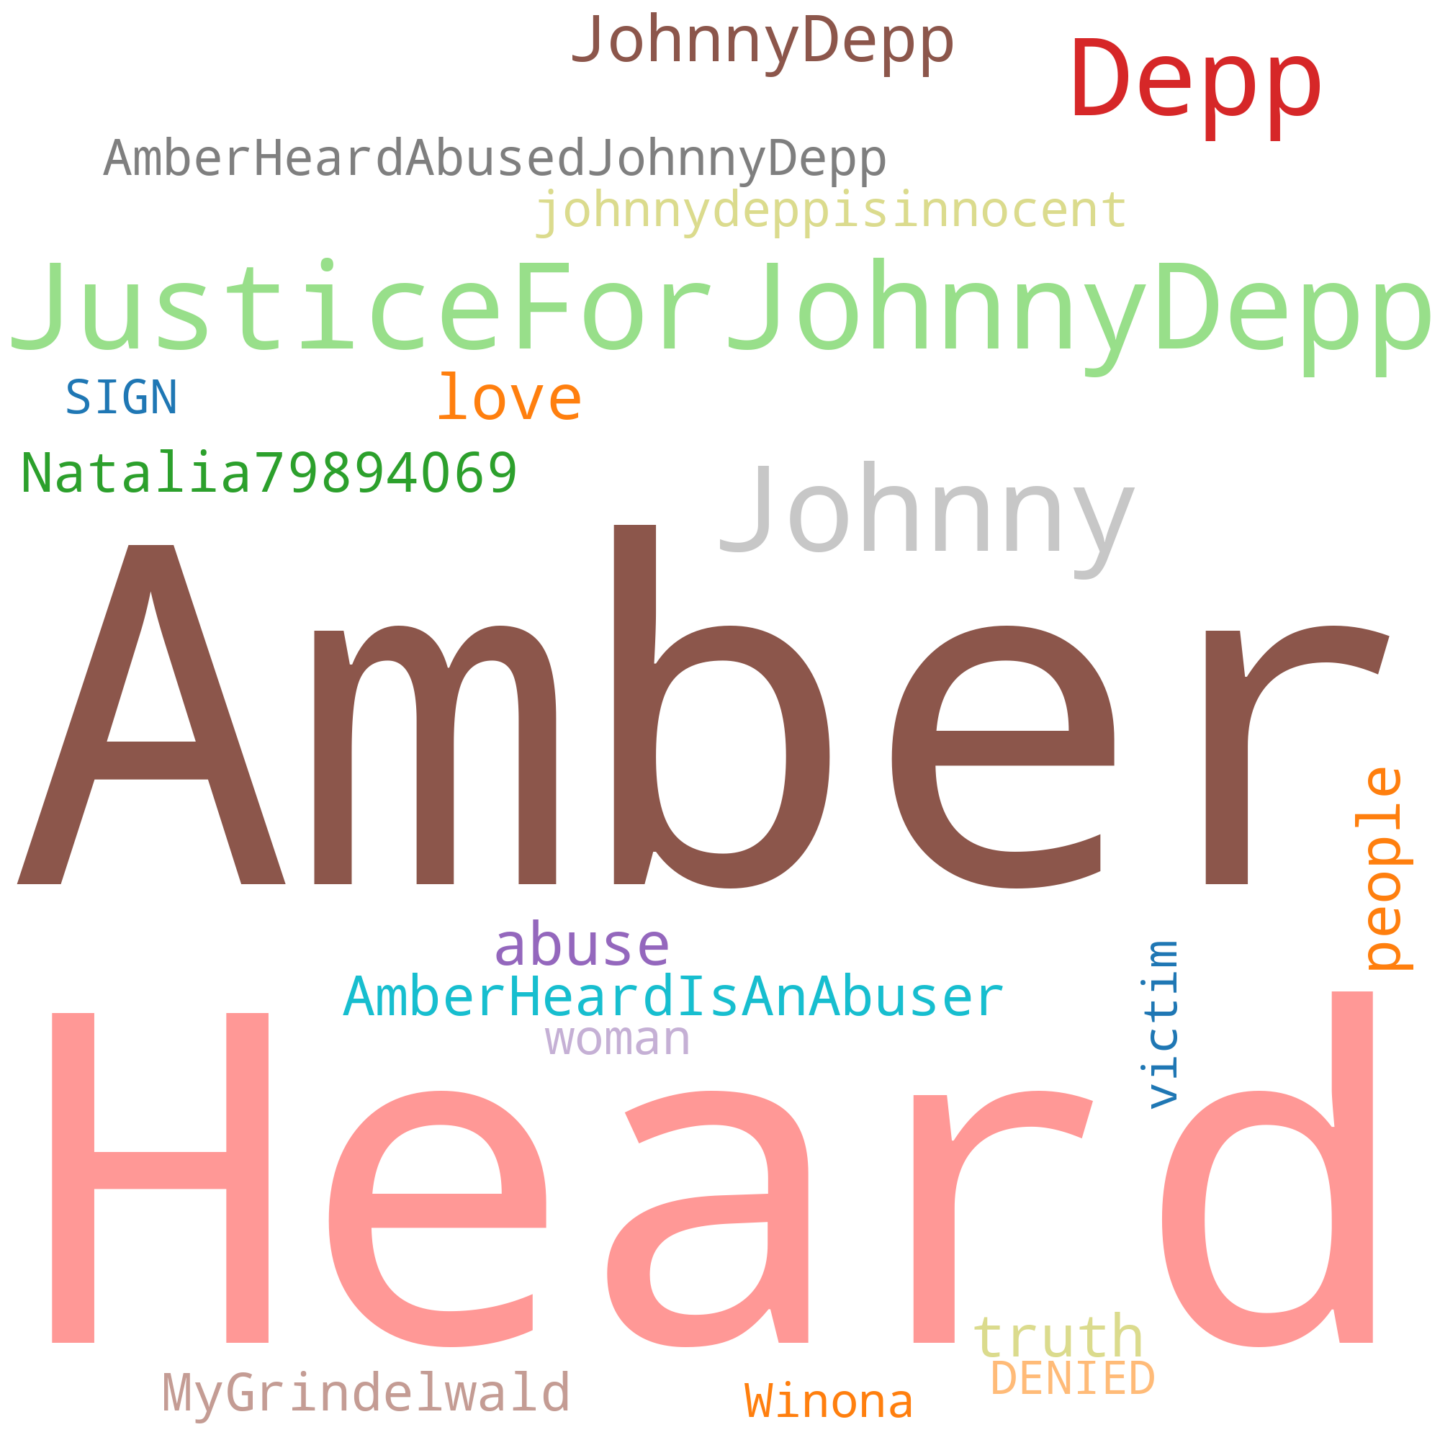 JohnnyDepp
Depp
AmberHeardAbusedJohnnyDepp
johnnydeppisinnocent
JusticeForJohnnyDepp
SIGN
love
Natalia79894069
Johnny
Amber
people
abuse
victim
AmberHeardIsAnAbuser
woman
Heard
truth
DENIED
MyGrindelwald
Winona